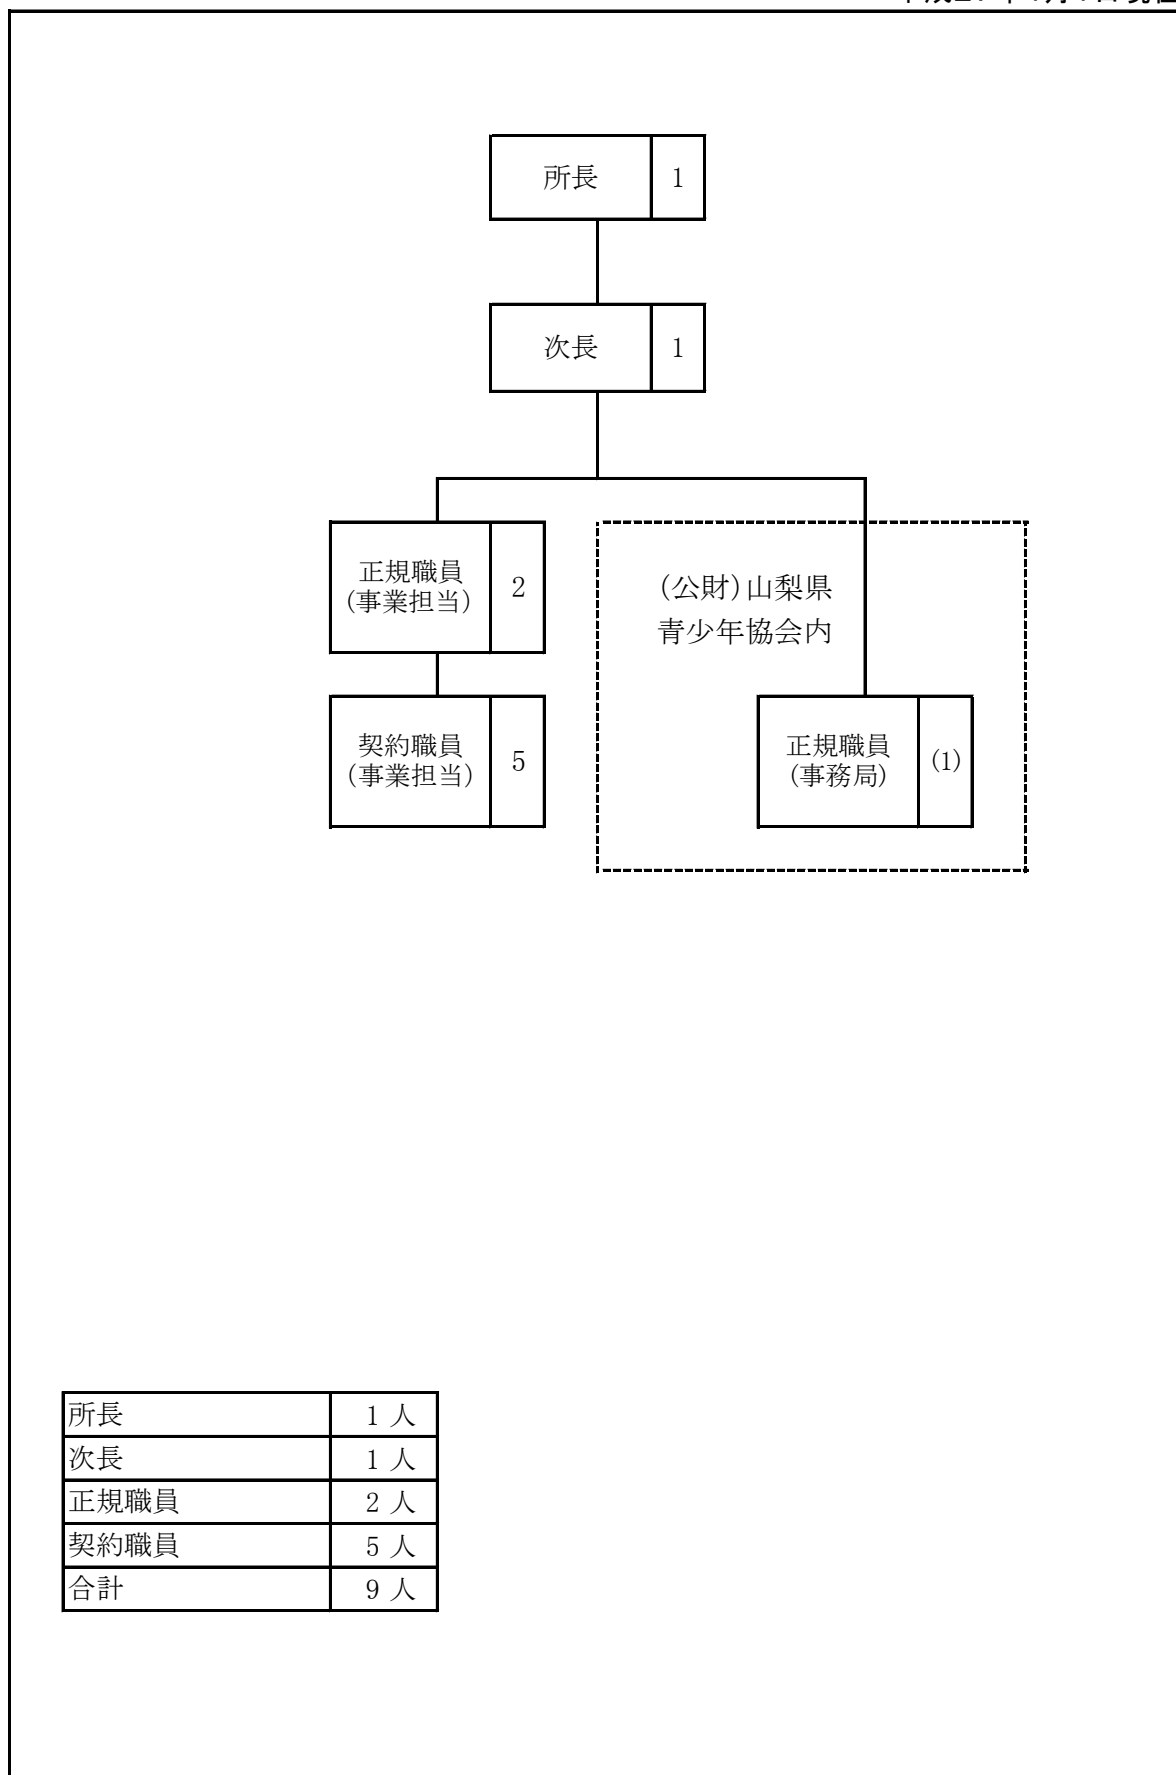 所長 1
次長 1
正規職員
(事業担当) 2
(公財)山梨県
青少年協会内
契約職員
(事業担当) 5
正規職員
(事務局) (1)
所長 1 人
次長 1 人
正規職員 2 人
契約職員 5 人
合計 9 人